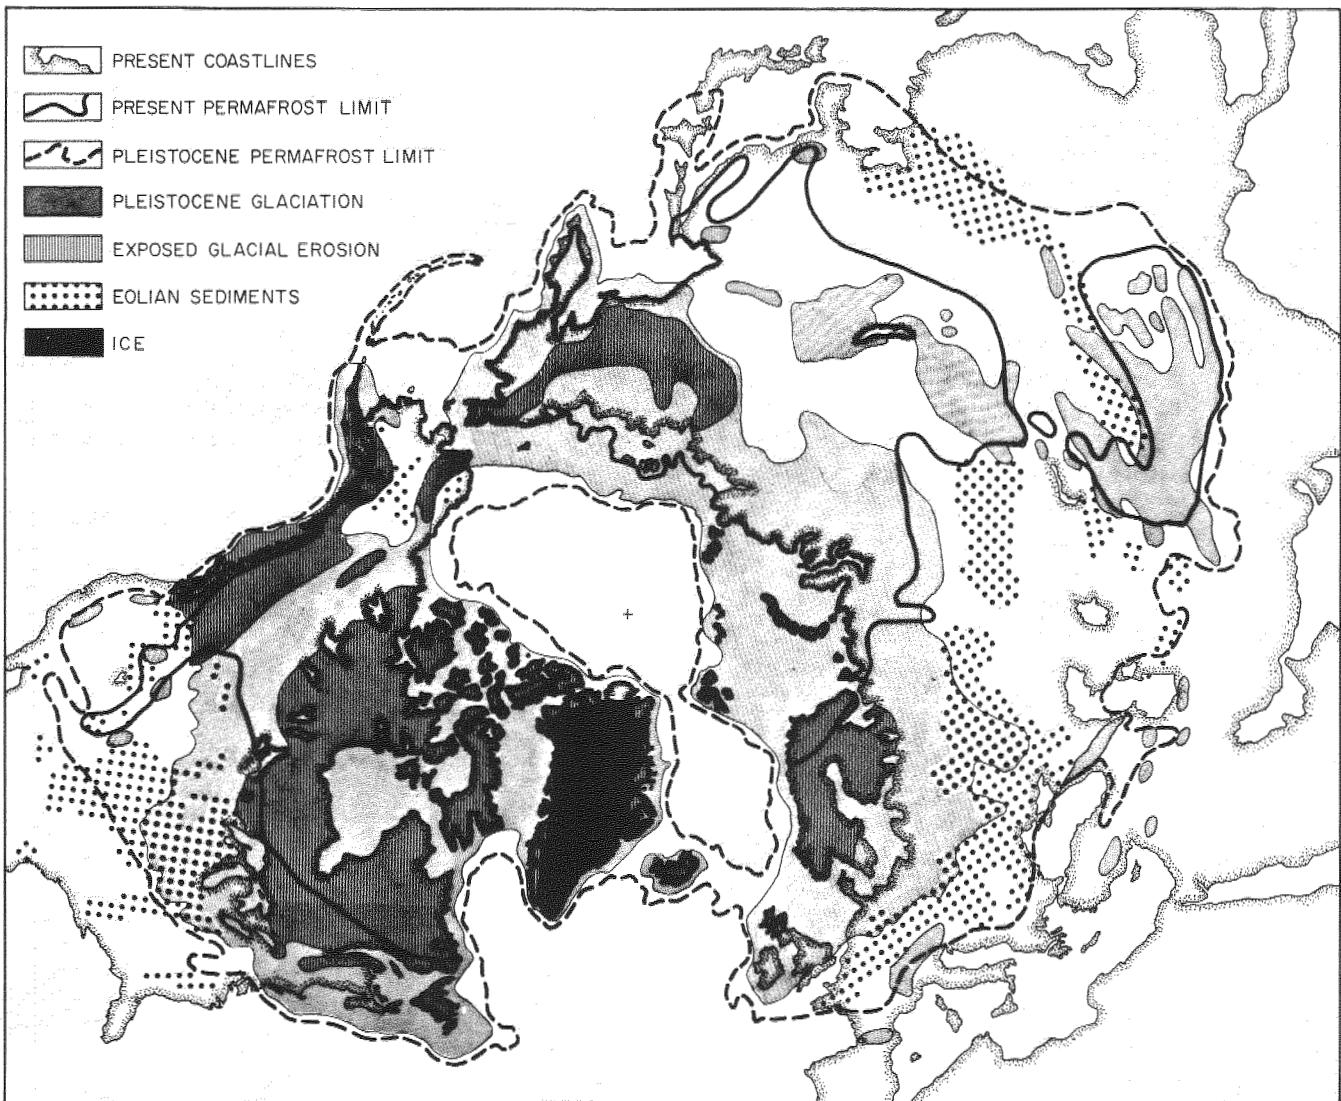 PRESENT COASTLINES
PRESENT PERMAFROST LIMIT
PLEISTOCENE PERMAFROST LIMIT
PLEISTOCENE GLACIATION
EXPOSED GLACIAL EROSION
EOLIAN SEDIMENTS
ICE